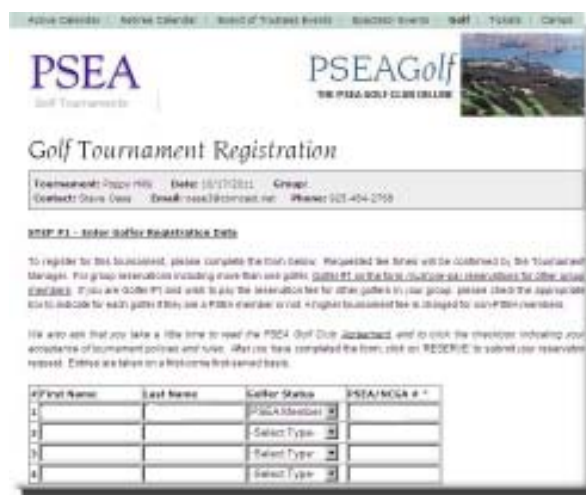 Active Calendar | Retiree Calendar | Board of Trustees Events | Spectator Events | Golf | Tickets | Camps
PSEA
Golf Tournaments
PSEAGolf
THE PSEA GOLF CLUB ONLINE
Golf Tournament Registration
Tournament: Poppy Hills Date: 10/17/2011 Group:
Contact: Steve Email: Phone:
STEP #1 - Enter Golfer Registration Data
To register for this tournament, please complete the form below. Requested tee times will be confirmed by the Tournament
Manager. For group reservations including more than one golfer, Golfer #1 on the form may pay reservations for other group
members. If you are Golfer #1 and wish to pay the reservation fee for other golfers in your group, please check the appropriate
box to indicate for each golfer if they are a PSEA member or not. A higher tournament fee is charged for non-PSEA members.
We also ask that you take a little time to read the PSEA Golf Club Agreement and to click the checkbox indicating your
acceptance of tournament policies and rules. After you have completed the form, click on 'RESERVE' to submit your reservation
request. Entries are taken on a first-come first-served basis.
# First Name Last Name Golfer Status PSEA/NCGA # *
1 PSEA Member
2 -Select Type-
3 -Select Type-
4 -Select Type-